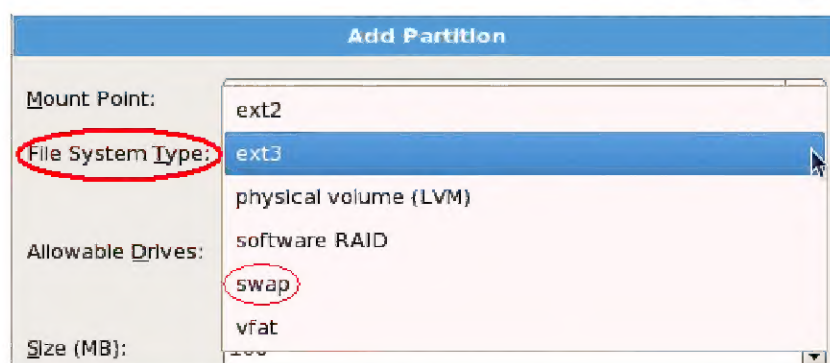 Add Partition
Mount Point:
ext2
File System Type: ext3
physical volume (LVM)
software RAID
Allowable Drives:
swap
vfat
Size (MB):